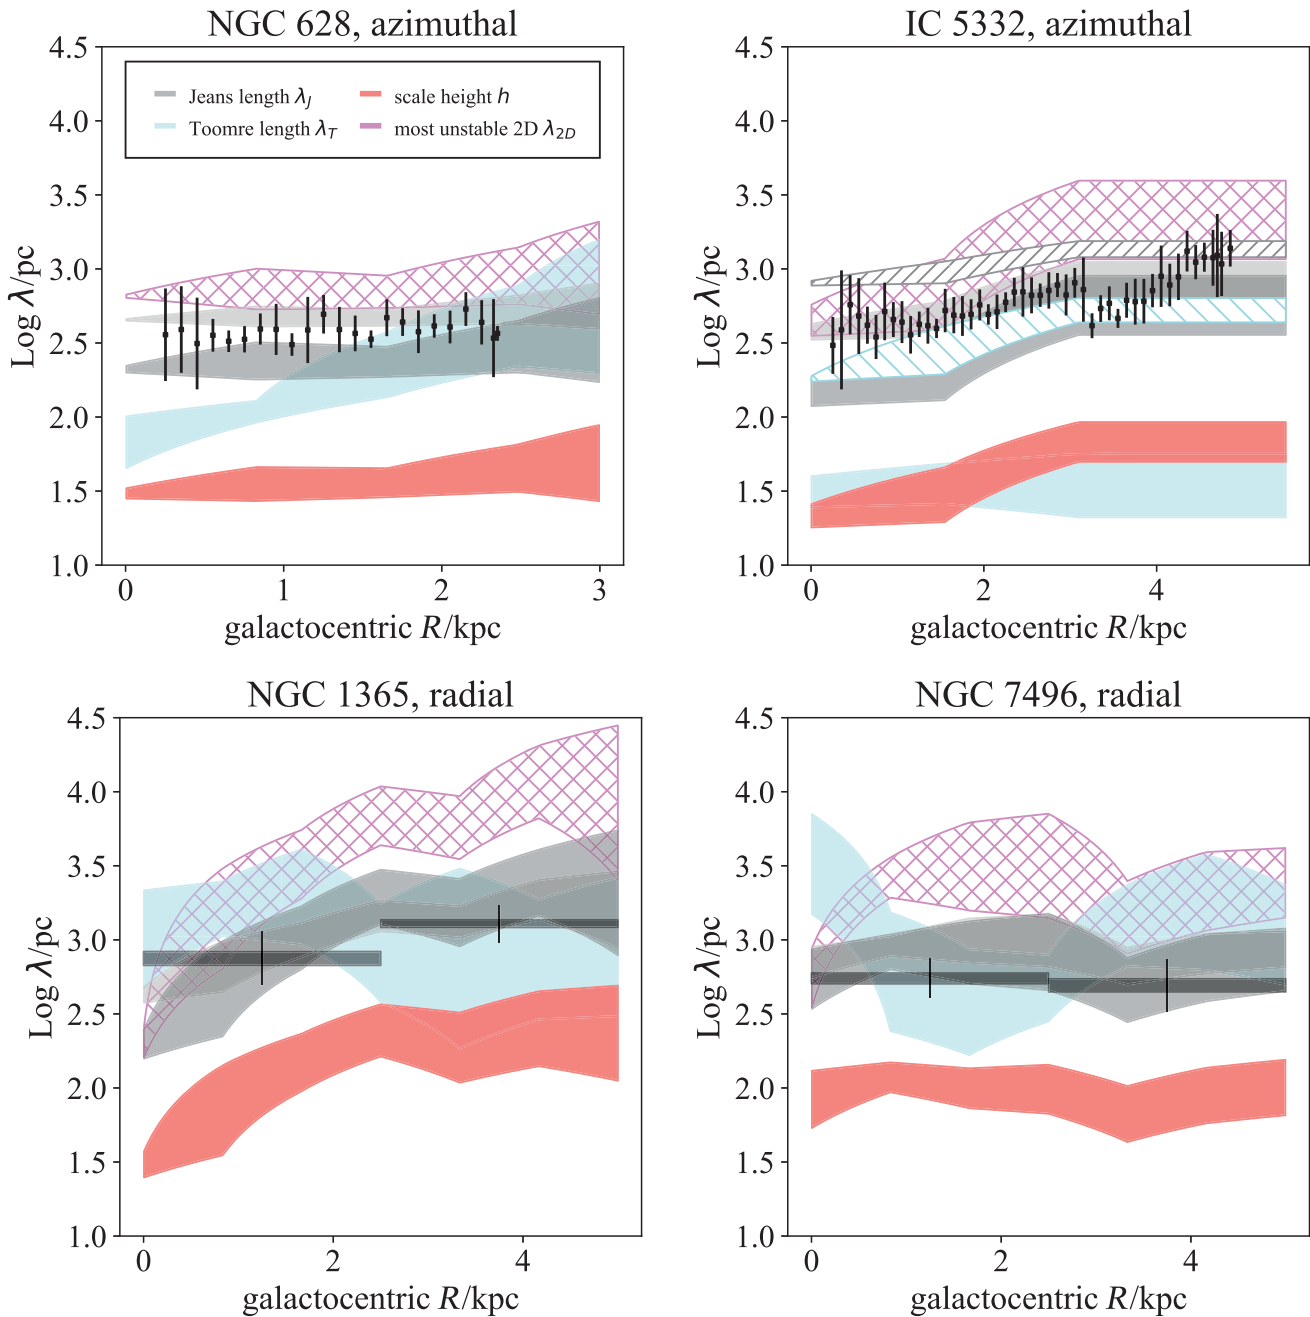 NGC 628, azimuthal
4.5
4.0
3.5
3.0
2.5
2.0
1.5
1.0
Log λ/pc
Jeans length λ_J
scale height h
Toomre length λ_T
most unstable 2D λ_2D
0 1 2 3
galactocentric R/kpc
IC 5332, azimuthal
4.5
4.0
3.5
3.0
2.5
2.0
1.5
1.0
Log λ/pc
0 2 4
galactocentric R/kpc
NGC 1365, radial
4.5
4.0
3.5
3.0
2.5
2.0
1.5
1.0
Log λ/pc
0 2 4
galactocentric R/kpc
NGC 7496, radial
4.5
4.0
3.5
3.0
2.5
2.0
1.5
1.0
Log λ/pc
0 2 4
galactocentric R/kpc